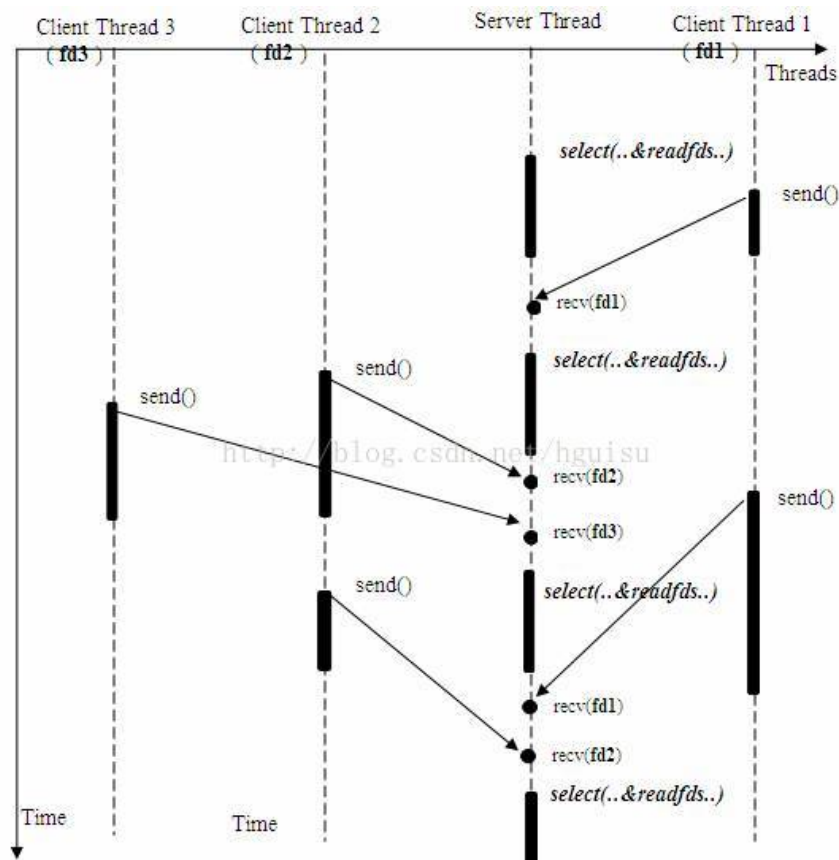 Client Thread 3
( fd3)
Client Thread 2
( fd2)
Server Thread
Client Thread 1
( fd1)
Threads
select(..&readfds..)
send()
recv(fd1)
select(..&readfds..)
send()
send()
http://blog.csdn.net/hguisu
recv(fd2)
send()
recv(fd3)
send()
select(..&readfds..)
recv(fd1)
recv(fd2)
select(..&readfds..)
Time
Time